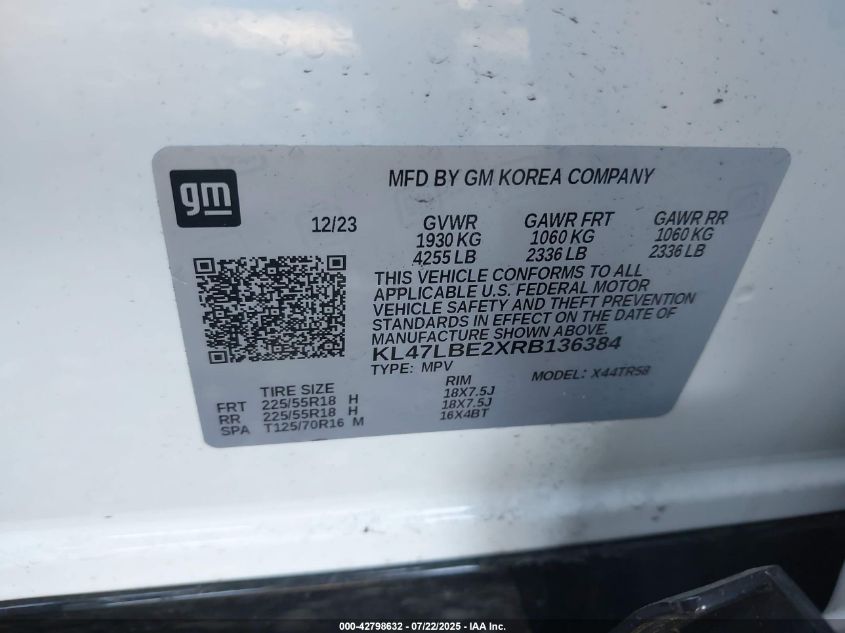 gm
MFD BY GM KOREA COMPANY
12/23
GVWR GAWR FRT GAWR RR
1930 KG 1060 KG 1060 KG
4255 LB 2336 LB 2336 LB
THIS VEHICLE CONFORMS TO ALL
APPLICABLE U.S. FEDERAL MOTOR
VEHICLE SAFETY AND THEFT PREVENTION
STANDARDS IN EFFECT ON THE DATE OF
MANUFACTURE SHOWN ABOVE.
KL47LBE2XRB136384
TYPE: MPV MODEL: X44TR58
TIRE SIZE RIM
FRT 225/55R18 H 18X7.5J
RR 225/55R18 H 18X7.5J
SPA T125/70R16 M 16X4BT
000-42798632 - 07/22/2025 - IAA Inc.